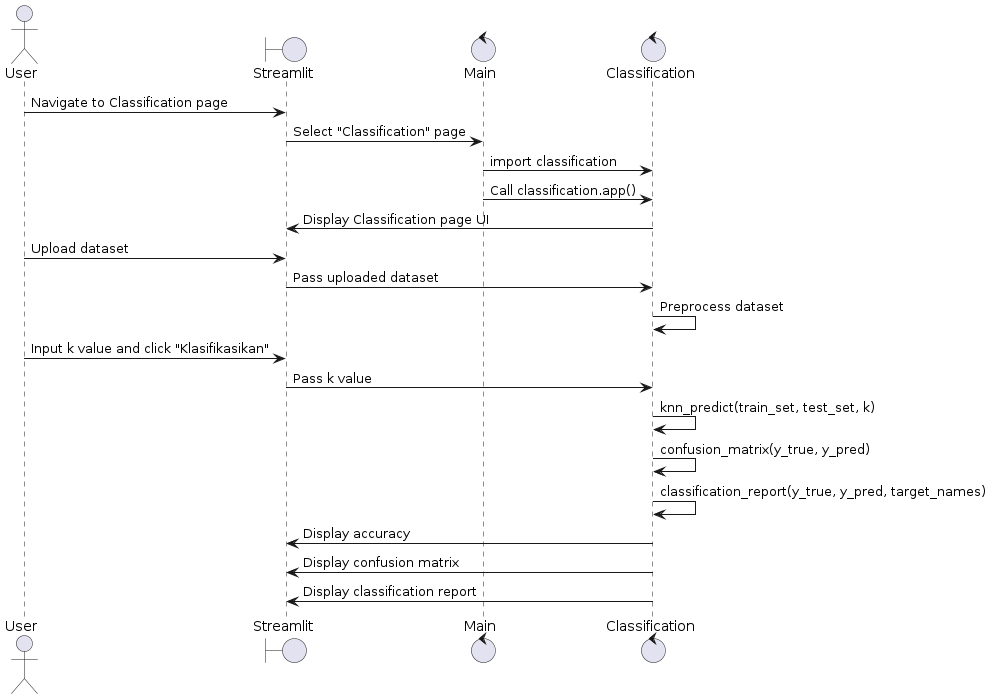 User
Streamlit
Main
Classification
Navigate to Classification page
Select "Classification" page
import classification
Call classification.app()
Display Classification page UI
Upload dataset
Pass uploaded dataset
Preprocess dataset
Input k value and click "Klasifikasikan"
Pass k value
knn_predict(train_set, test_set, k)
confusion_matrix(y_true, y_pred)
classification_report(y_true, y_pred, target_names)
Display accuracy
Display confusion matrix
Display classification report
User
Streamlit
Main
Classification